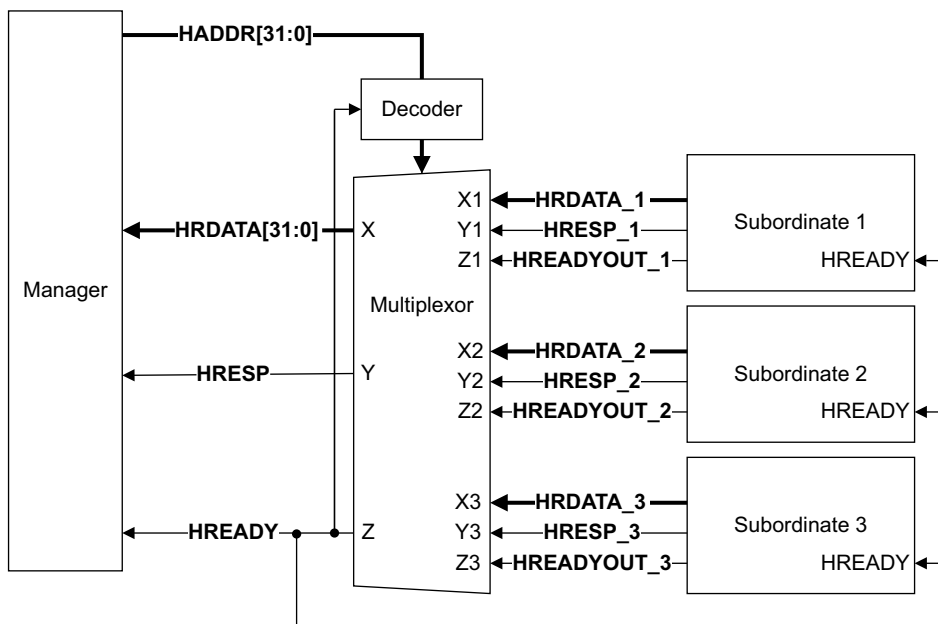 HADDR[31:0]
Decoder
Manager
HRDATA[31:0]
HRESP
HREADY
X
Y
Z
Multiplexor
X1
Y1
Z1
X2
Y2
Z2
X3
Y3
Z3
HRDATA_1
HRESP_1
HREADYOUT_1
HRDATA_2
HRESP_2
HREADYOUT_2
HRDATA_3
HRESP_3
HREADYOUT_3
Subordinate 1
HREADY
Subordinate 2
HREADY
Subordinate 3
HREADY